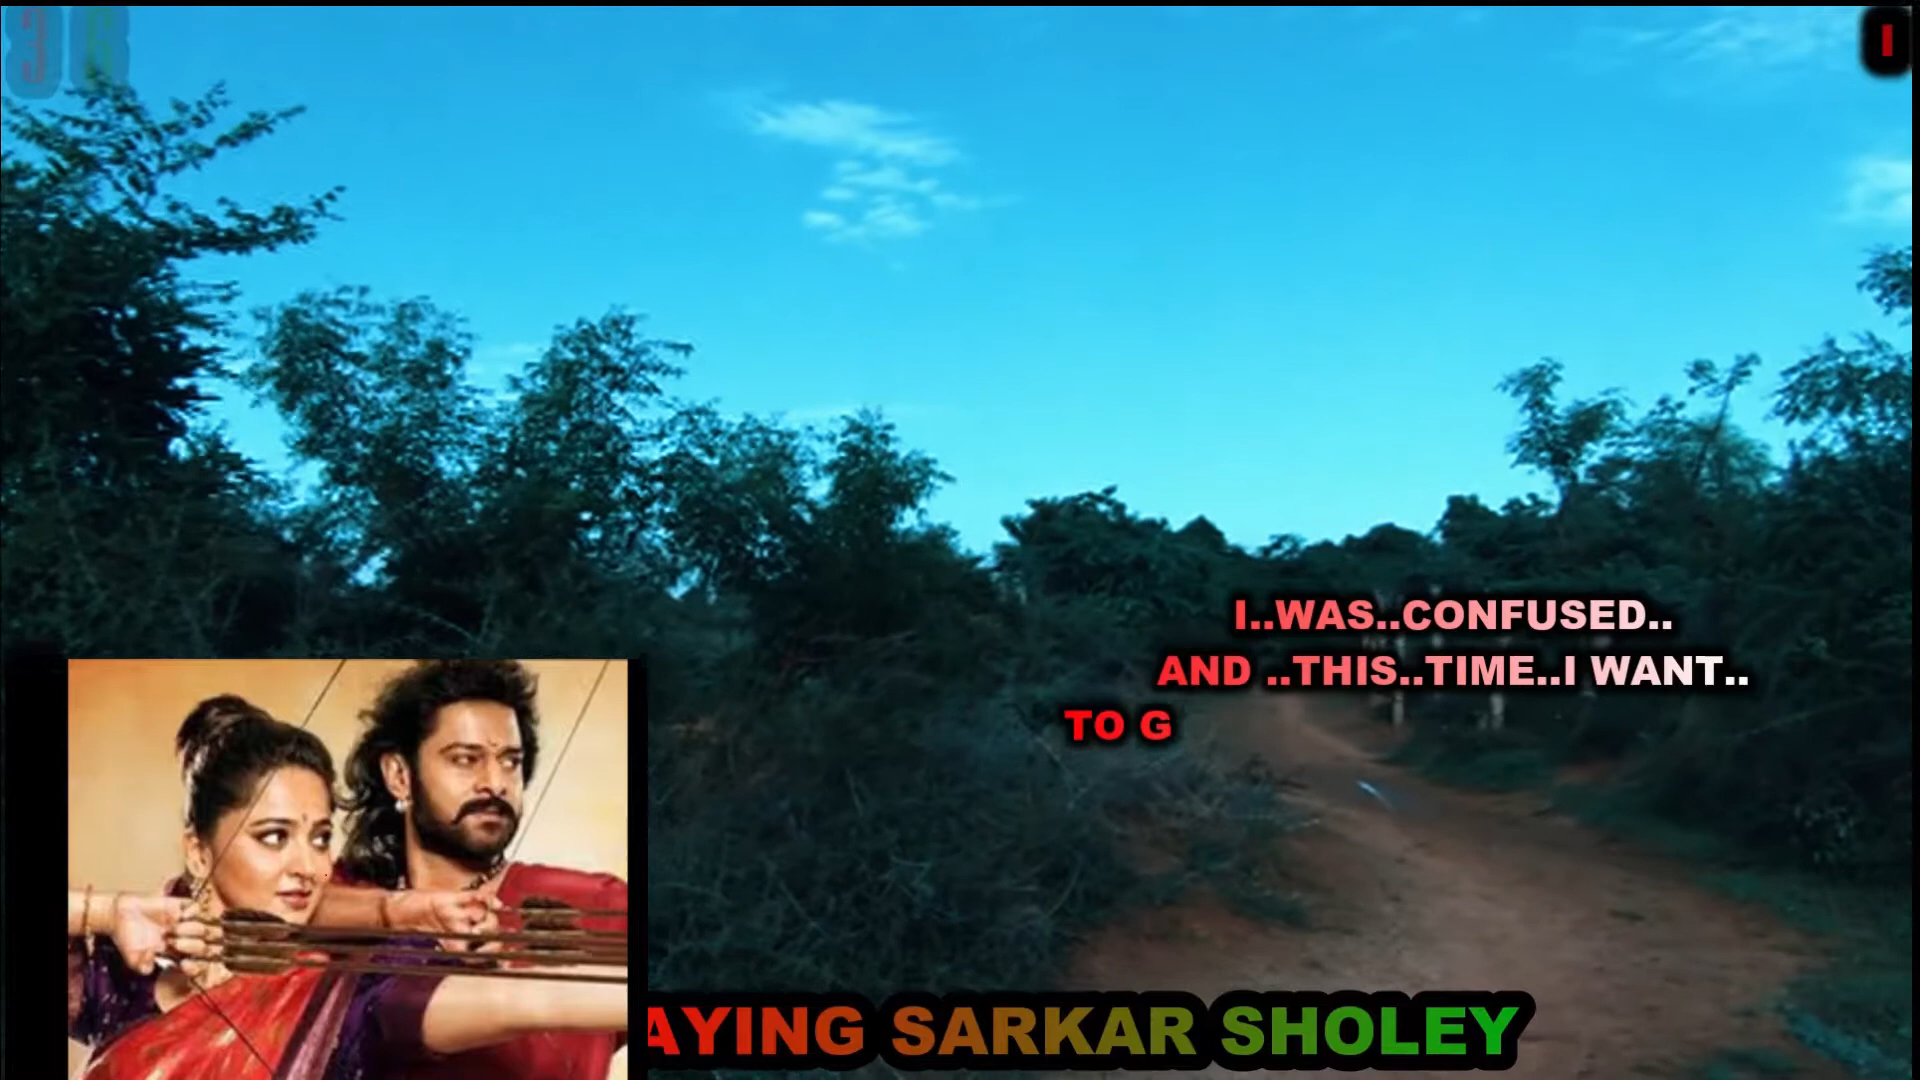 I
I..WAS..CONFUSED..
AND ..THIS..TIME..I WANT..
TO G
AYING SARKAR SHOLEY